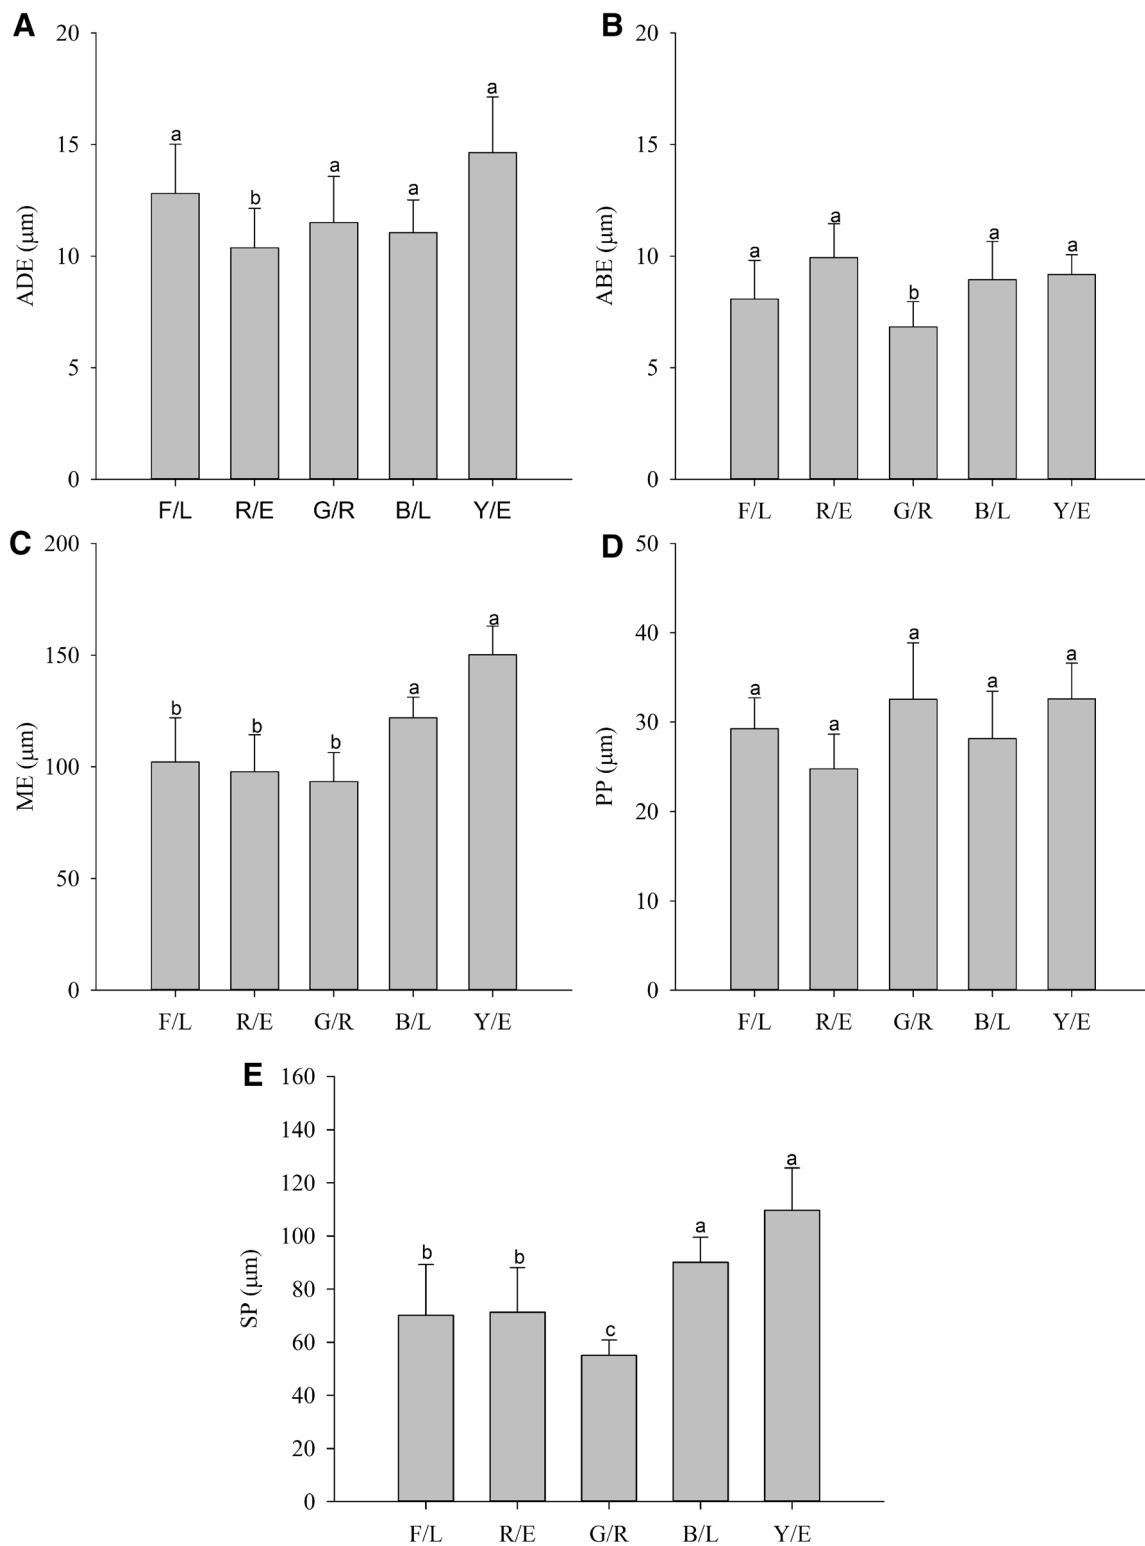 A
20
15
10
5
0
ADE (μm)
a
b
a
a
a
F/L R/E G/R B/L Y/E
B
20
15
10
5
0
ABE (μm)
a
a
b
a
a
F/L R/E G/R B/L Y/E
C
200
150
100
50
0
ME (μm)
b
b
b
a
a
F/L R/E G/R B/L Y/E
D
50
40
30
20
10
0
PP (μm)
a
a
a
a
a
F/L R/E G/R B/L Y/E
E
160
140
120
100
80
60
40
20
0
SP (μm)
b
b
c
a
a
F/L R/E G/R B/L Y/E